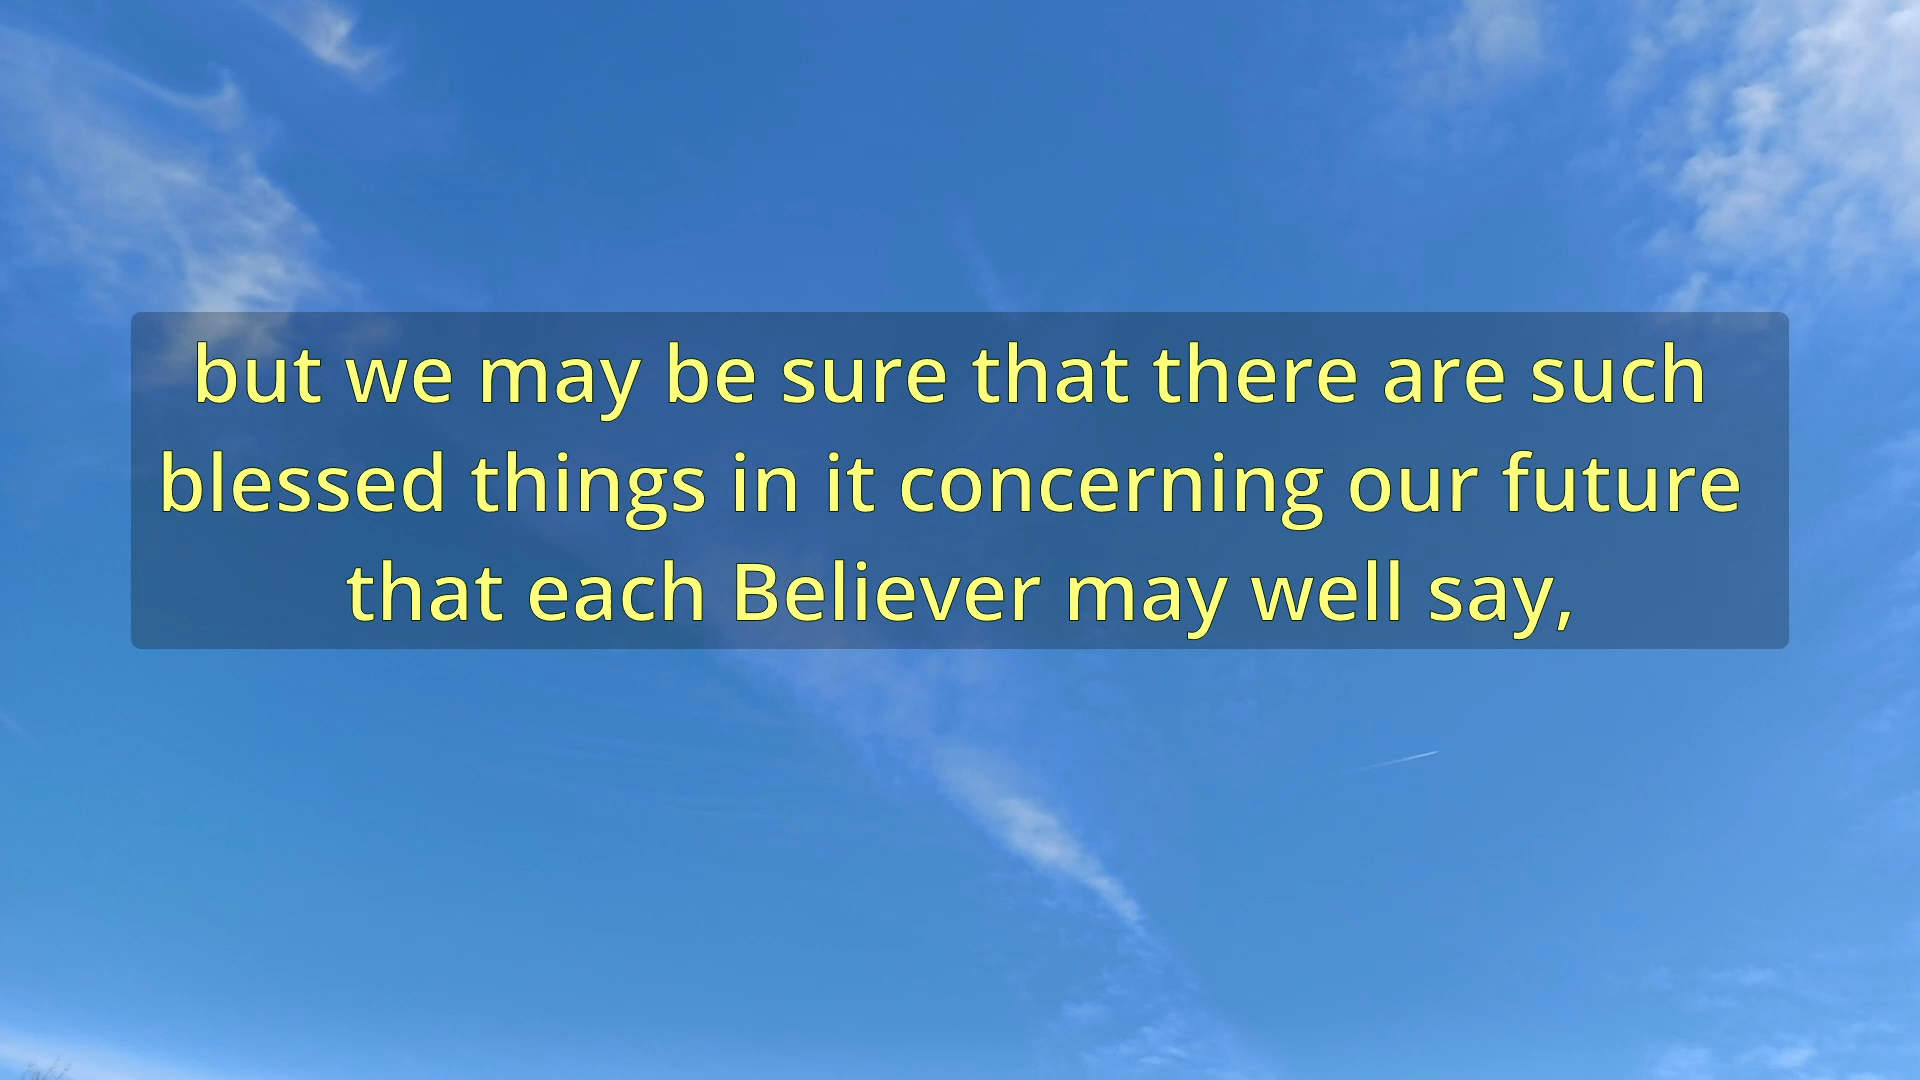 but we may be sure that there are such
blessed things in it concerning our future
that each Believer may well say,